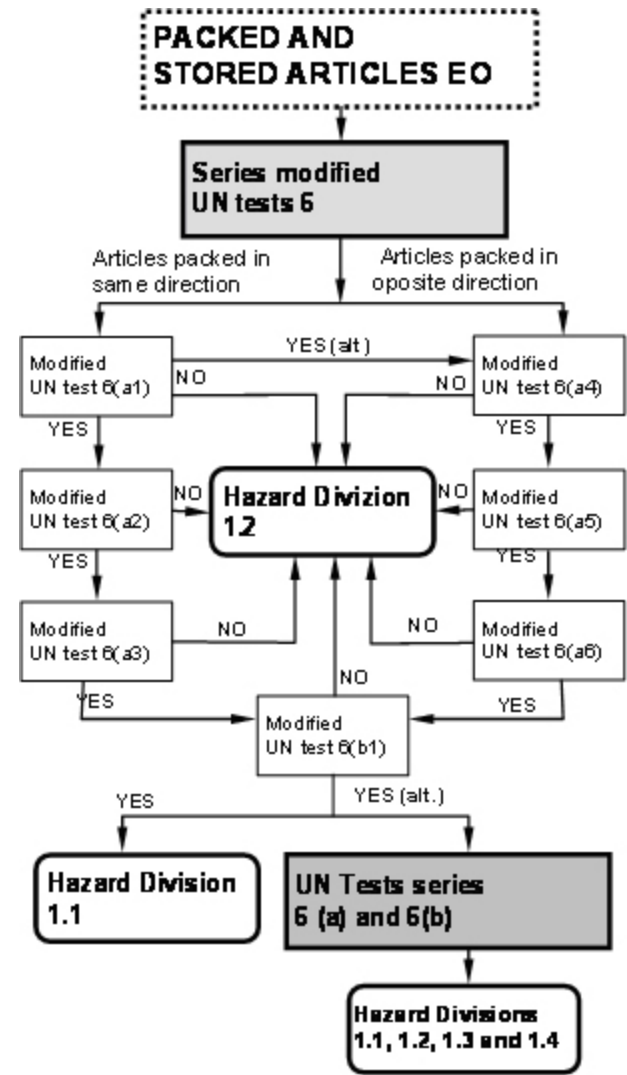 PACKED AND
STORED ARTICLES EO
Series modified
UN tests 6
Articles packed in
same direction
Articles packed in
oposite direction
Modified
UN test 6(a1)
YES (alt)
Modified
UN test 6(a4)
NO
NO
YES
YES
Modified
UN test 6(a2)
NO
Hazard Divizion
1.2
NO
Modified
UN test 6(a5)
YES
YES
Modified
UN test 6(a3)
NO
NO
Modified
UN test 6(a6)
NO
YES
YES
Modified
UN test 6(b1)
YES
YES (alt.)
Hazard Division
1.1
UN Tests series
6 (a) and 6(b)
Hazard Divisions
1.1, 1.2, 1.3 and 1.4